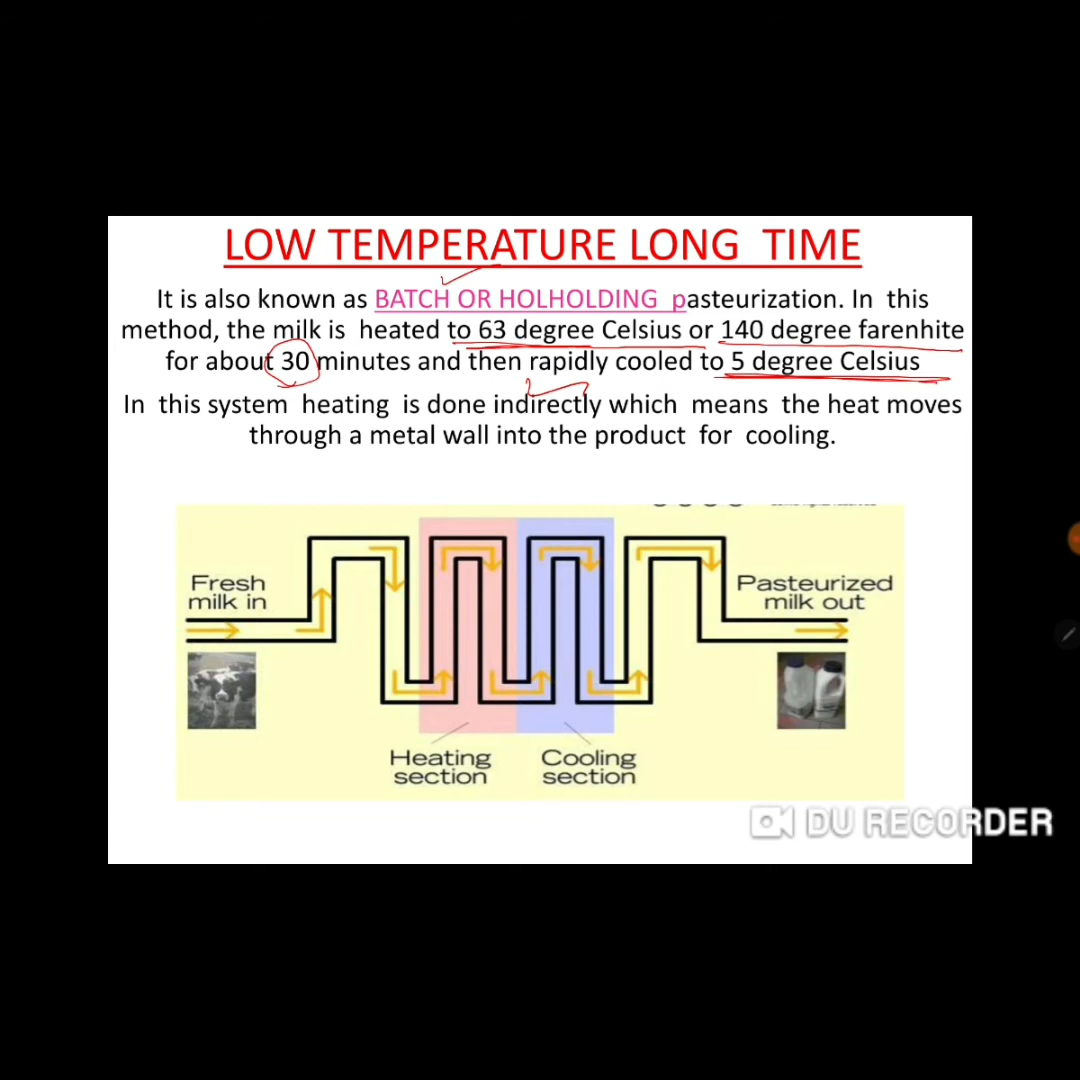 LOW TEMPERATURE LONG TIME
It is also known as BATCH OR HOLHOLDING pasteurization. In this
method, the milk is heated to 63 degree Celsius or 140 degree farenhite
for about 30 minutes and then rapidly cooled to 5 degree Celsius
In this system heating is done indirectly which means the heat moves
through a metal wall into the product for cooling.
Fresh
milk in
Pasteurized
milk out
Heating
section
Cooling
section
DU RECORDER